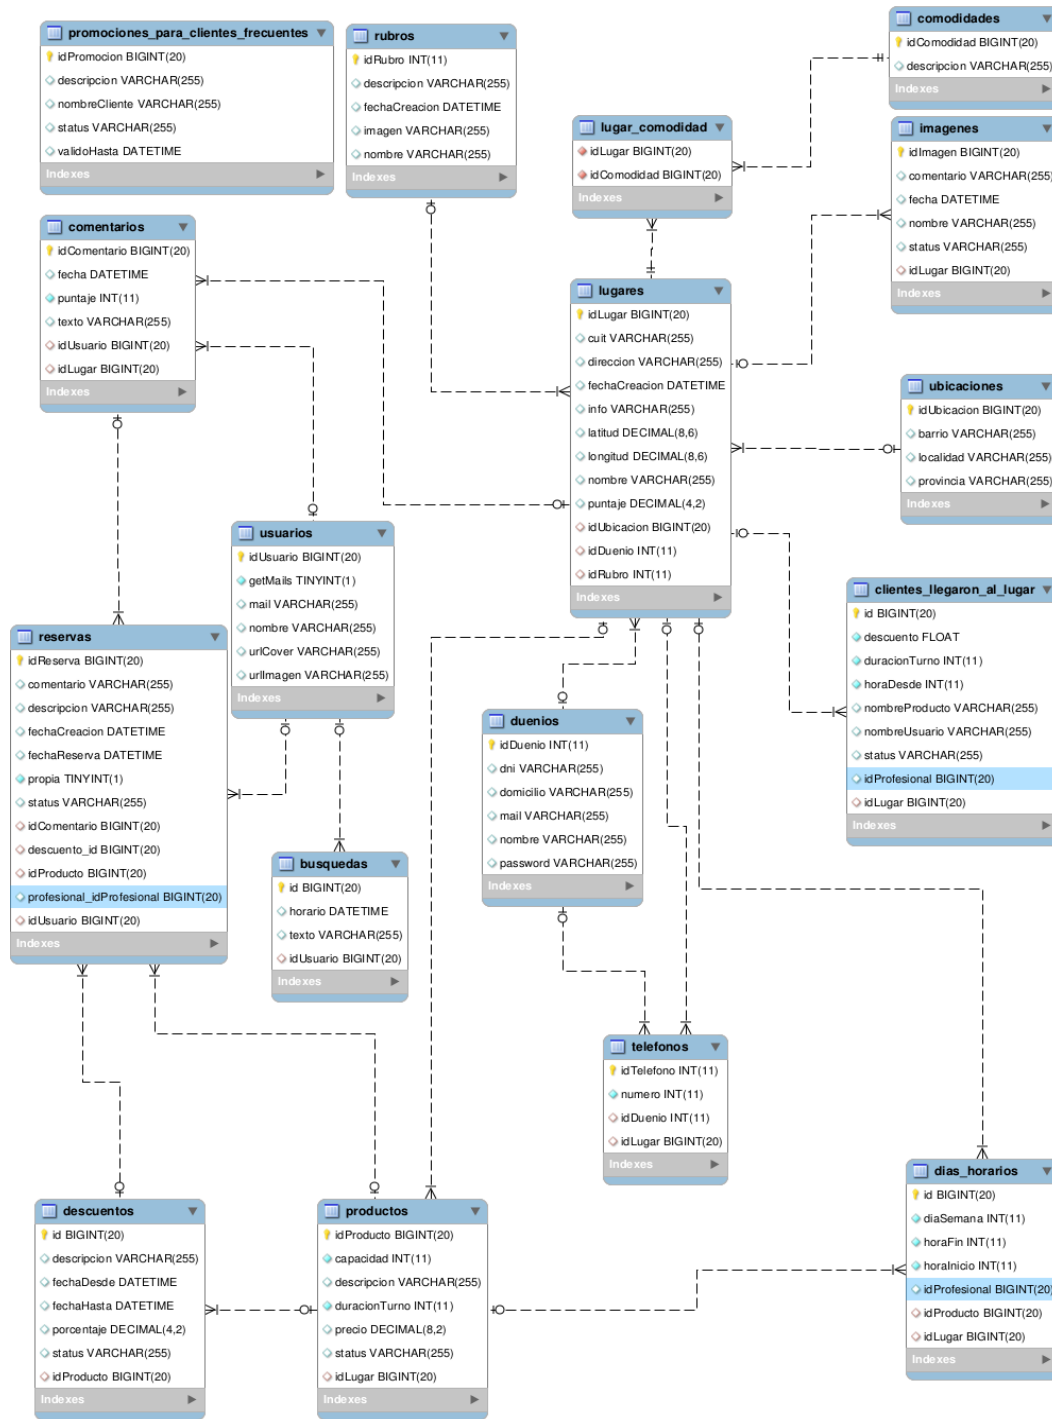 promociones_para_clientes_frecuentes
idPromocion BIGINT(20)
descripcion VARCHAR(255)
nombreCliente VARCHAR(255)
status VARCHAR(255)
validoHasta DATETIME
Indexes
rubros
idRubro INT(11)
descripcion VARCHAR(255)
fechaCreacion DATETIME
imagen VARCHAR(255)
nombre VARCHAR(255)
Indexes
comodidades
idComodidad BIGINT(20)
descripcion VARCHAR(255)
Indexes
lugar_comodidad
idLugar BIGINT(20)
idComodidad BIGINT(20)
Indexes
imagenes
idImagen BIGINT(20)
comentario VARCHAR(255)
fecha DATETIME
nombre VARCHAR(255)
status VARCHAR(255)
idLugar BIGINT(20)
Indexes
comentarios
idComentario BIGINT(20)
fecha DATETIME
puntaje INT(11)
texto VARCHAR(255)
idUsuario BIGINT(20)
idLugar BIGINT(20)
Indexes
lugares
idLugar BIGINT(20)
cuit VARCHAR(255)
direccion VARCHAR(255)
fechaCreacion DATETIME
info VARCHAR(255)
latitud DECIMAL(8,6)
longitud DECIMAL(8,6)
nombre VARCHAR(255)
puntaje DECIMAL(4,2)
idUbicacion BIGINT(20)
idDuenio INT(11)
idRubro INT(11)
Indexes
ubicaciones
idUbicacion BIGINT(20)
barrio VARCHAR(255)
localidad VARCHAR(255)
provincia VARCHAR(255)
Indexes
usuarios
idUsuario BIGINT(20)
getMails TINYINT(1)
mail VARCHAR(255)
nombre VARCHAR(255)
urlCover VARCHAR(255)
urlImagen VARCHAR(255)
Indexes
clientes_llegaron_al_lugar
id BIGINT(20)
descuento FLOAT
duracionTurno INT(11)
horaDesde INT(11)
nombreProducto VARCHAR(255)
nombreUsuario VARCHAR(255)
status VARCHAR(255)
idProfesional BIGINT(20)
idLugar BIGINT(20)
Indexes
reservas
idReserva BIGINT(20)
comentario VARCHAR(255)
descripcion VARCHAR(255)
fechaCreacion DATETIME
fechaReserva DATETIME
propia TINYINT(1)
status VARCHAR(255)
idComentario BIGINT(20)
descuento_id BIGINT(20)
idProducto BIGINT(20)
profesional_idProfesional BIGINT(20)
idUsuario BIGINT(20)
Indexes
duenios
idDuenio INT(11)
dni VARCHAR(255)
domicilio VARCHAR(255)
mail VARCHAR(255)
nombre VARCHAR(255)
password VARCHAR(255)
Indexes
busquedas
id BIGINT(20)
horario DATETIME
texto VARCHAR(255)
idUsuario BIGINT(20)
Indexes
telefonos
idTelefono INT(11)
numero INT(11)
idDuenio INT(11)
idLugar BIGINT(20)
Indexes
dias_horarios
id BIGINT(20)
diaSemana INT(11)
horaFin INT(11)
horaInicio INT(11)
idProfesional BIGINT(20)
idProducto BIGINT(20)
idLugar BIGINT(20)
Indexes
descuentos
id BIGINT(20)
descripcion VARCHAR(255)
fechaDesde DATETIME
fechaHasta DATETIME
porcentaje DECIMAL(4,2)
status VARCHAR(255)
idProducto BIGINT(20)
Indexes
productos
idProducto BIGINT(20)
capacidad INT(11)
descripcion VARCHAR(255)
duracionTurno INT(11)
precio DECIMAL(8,2)
status VARCHAR(255)
idLugar BIGINT(20)
Indexes